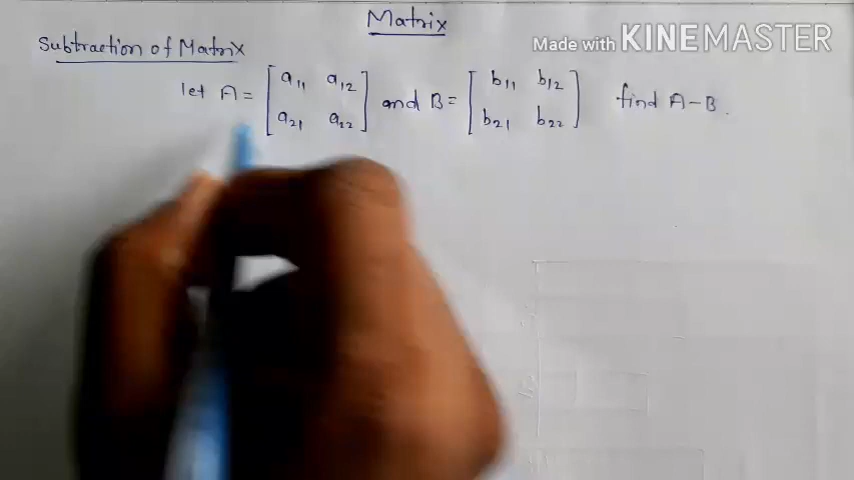 Matrix
Made with KINEMASTER
Subtraction of Matrix
let A = [a₁₁ a₁₂ and B = [b₁₁ b₁₂ find A-B.
a₂₁ a₂₂] b₂₁ b₂₂]